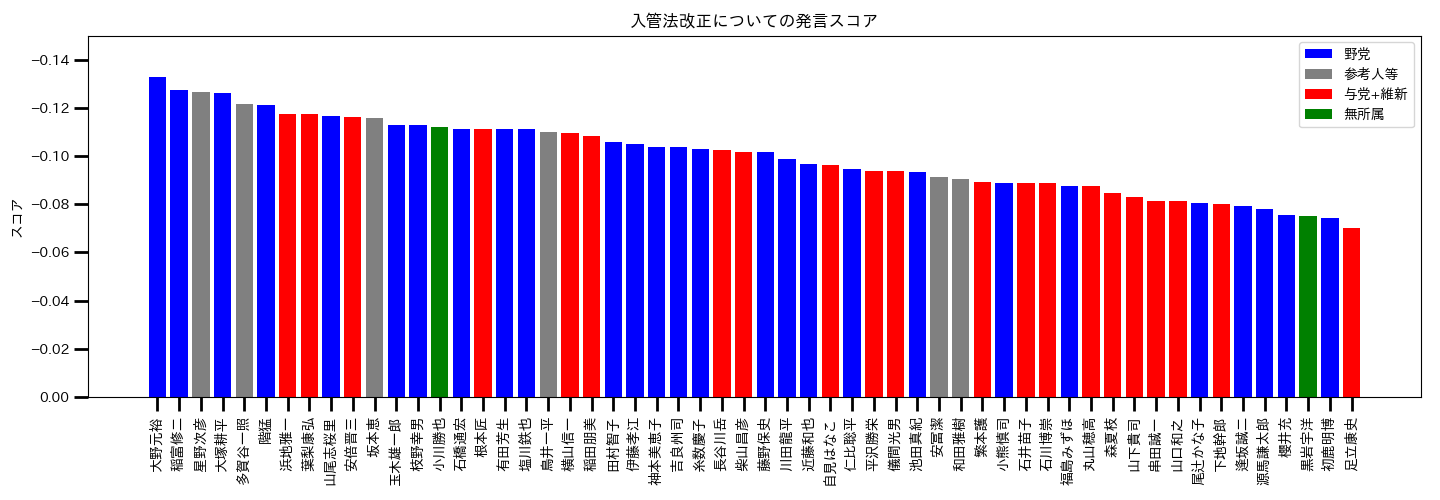 入管法改正についての発言スコア
−0.14
−0.12
−0.10
−0.08
−0.06
−0.04
−0.02
0.00
スコア
野党
参考人等
与党+維新
無所属
大野元裕
稲富修二
星野次彦
大塚耕平
多賀谷一照
階猛
浜地雅一
葉梨康弘
山尾志桜里
安倍晋三
坂本恵
玉木雄一郎
枝野幸男
小川勝也
石橋通宏
根本匠
有田芳生
塩川鉄也
鳥井一平
横山信一
稲田朋美
田村智子
伊藤孝江
神本美恵子
吉良州司
糸数慶子
長谷川岳
柴山昌彦
藤野保史
川田龍平
近藤和也
自見はなこ
仁比聡平
平沢勝栄
儀間光男
池田真紀
安冨潔
和田雅樹
繁本護
小熊慎司
石井苗子
石川博崇
福島みずほ
丸山穂高
森夏枝
山下貴司
串田誠一
山口和之
尾辻かな子
下地幹郎
逢坂誠二
源馬謙太郎
櫻井充
黒岩宇洋
初鹿明博
足立康史